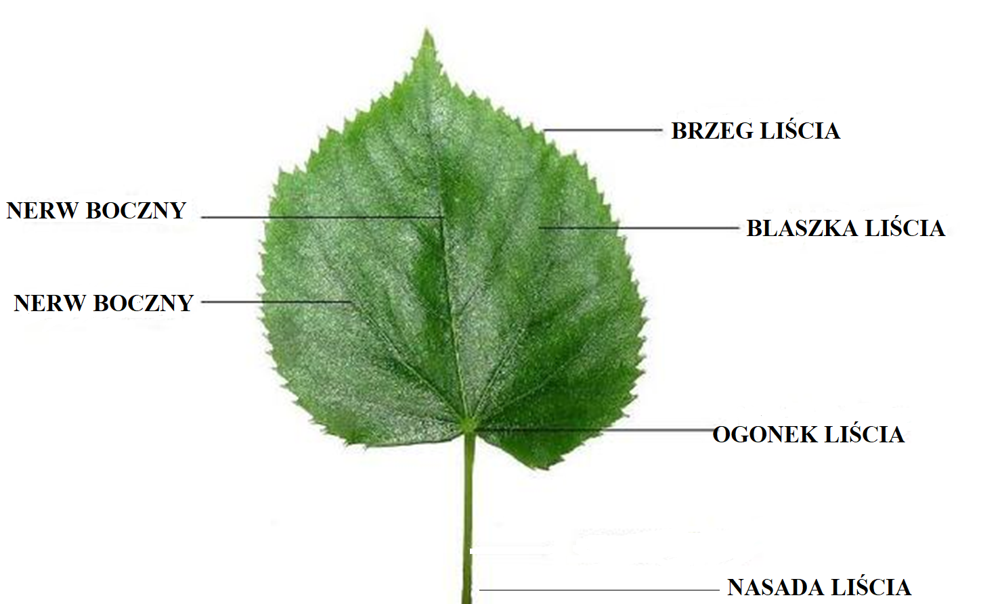 BRZEG LIŚCIA
NERW BOCZNY
BLASZKA LIŚCIA
NERW BOCZNY
OGONEK LIŚCIA
NASADA LIŚCIA